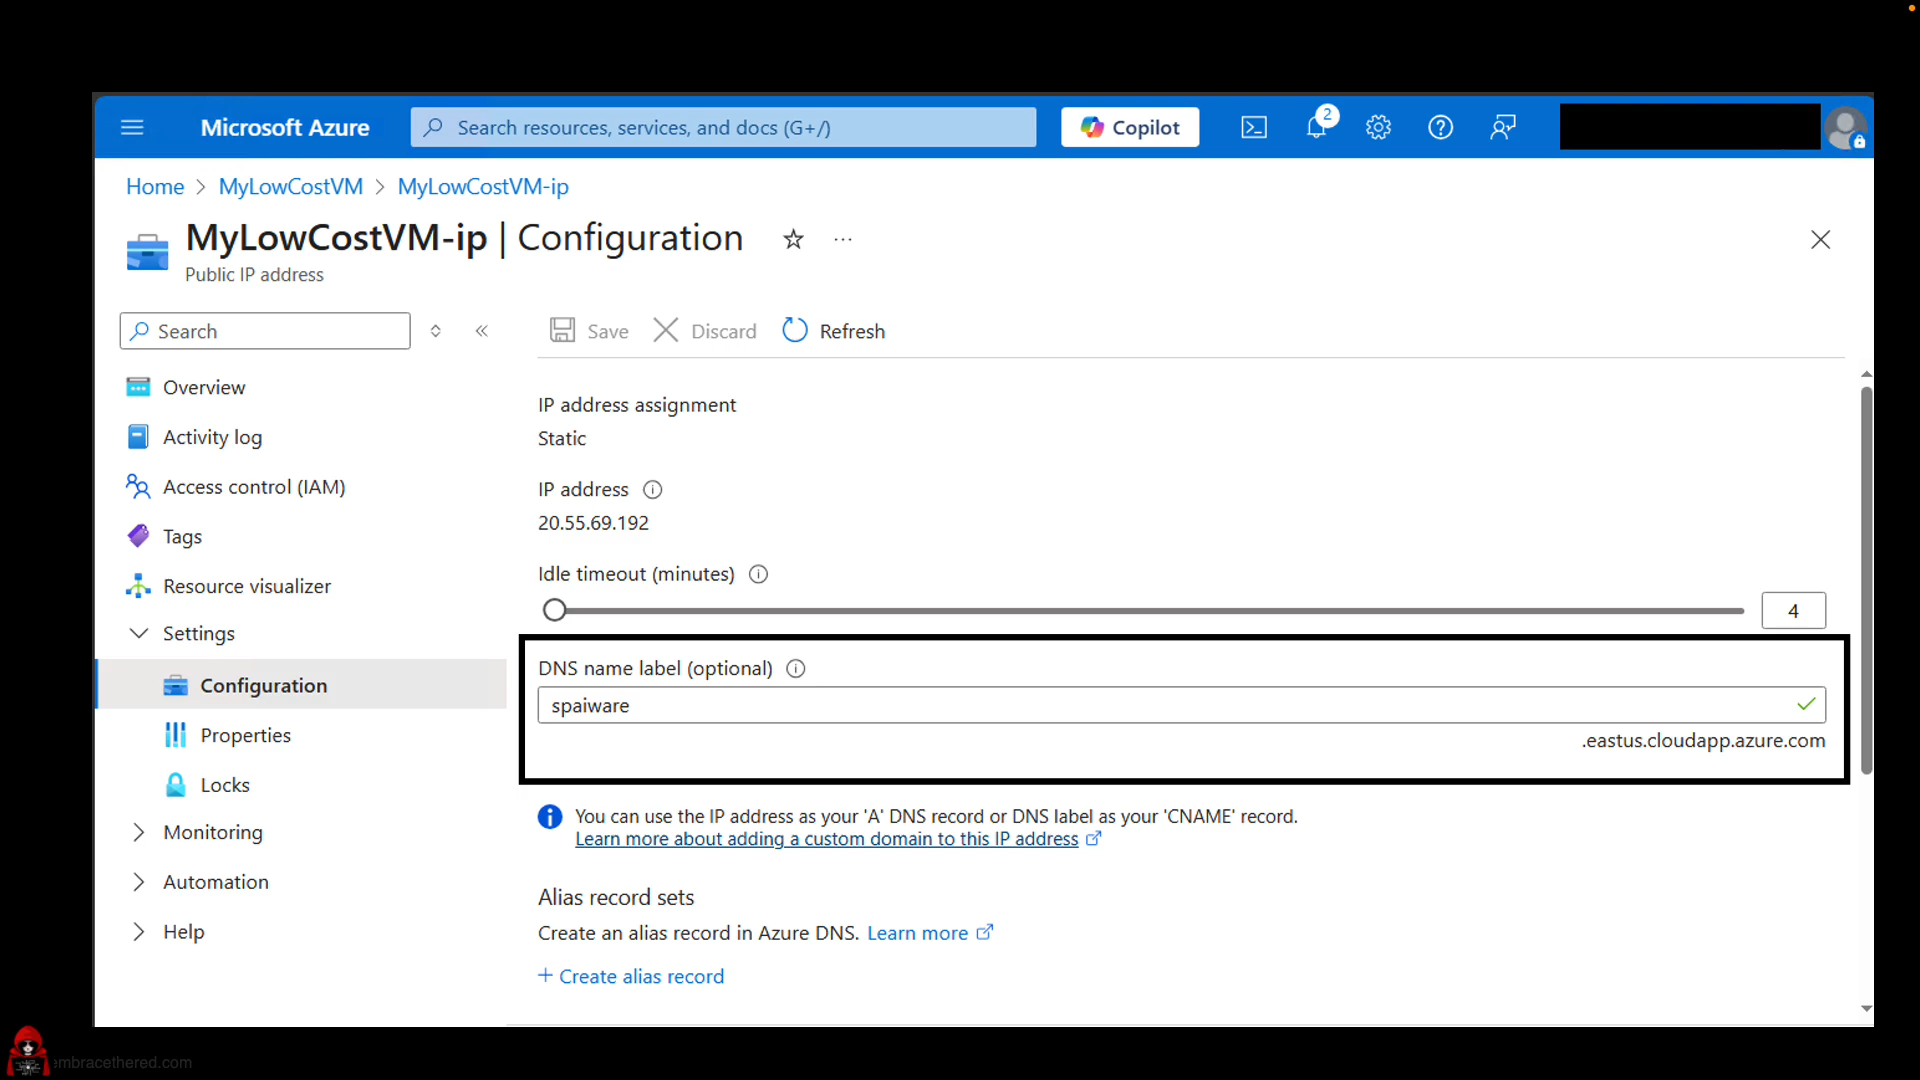 Microsoft Azure
Search resources, services, and docs (G+/)
Copilot
2
Home > MyLowCostVM > MyLowCostVM-ip
MyLowCostVM-ip | Configuration
Public IP address
Search
Save
Discard
Refresh
Overview
Activity log
Access control (IAM)
Tags
Resource visualizer
Settings
Configuration
Properties
Locks
Monitoring
Automation
Help
IP address assignment
Static
IP address
20.55.69.192
Idle timeout (minutes)
4
DNS name label (optional)
spaiware
.eastus.cloudapp.azure.com
You can use the IP address as your 'A' DNS record or DNS label as your 'CNAME' record.
Learn more about adding a custom domain to this IP address
Alias record sets
Create an alias record in Azure DNS. Learn more
+ Create alias record
mbracethered.com